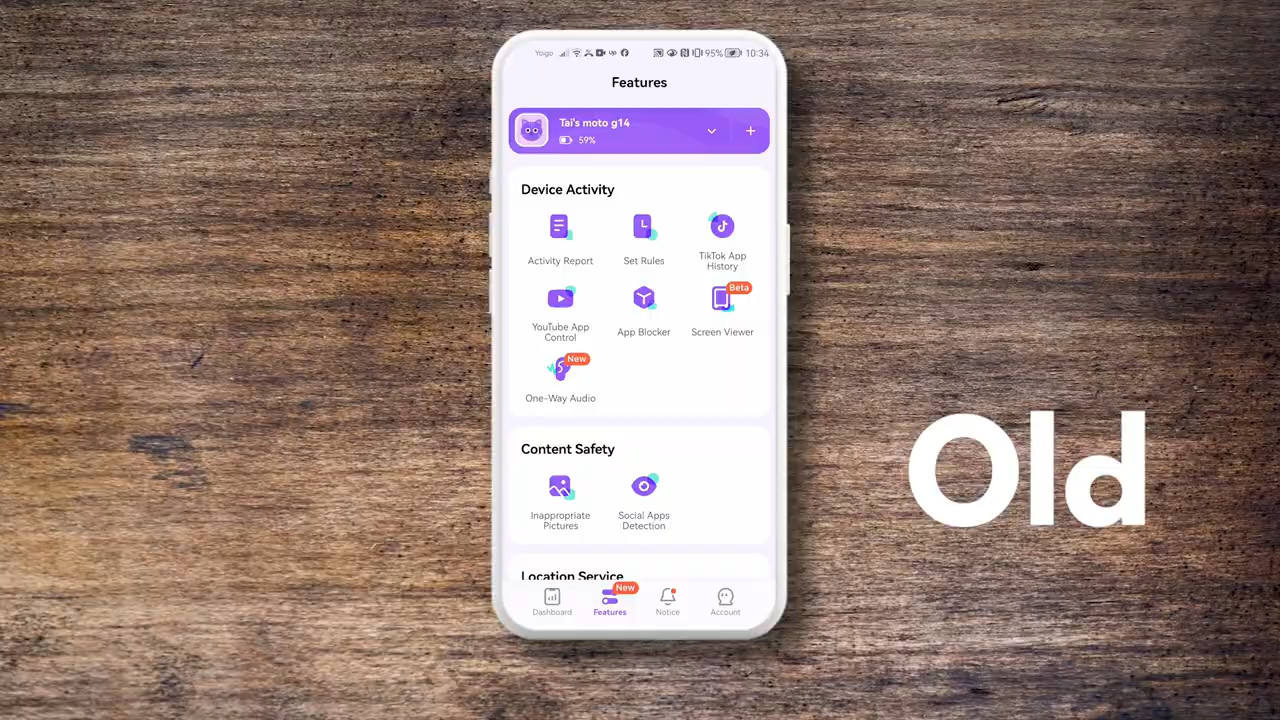 Yoigo Up 95% 10:34
Features
Tai's moto g14
59%
Device Activity
Activity Report
Set Rules
TikTok App
History
YouTube App
Control
App Blocker
Beta
Screen Viewer
New
One-Way Audio
Content Safety
Inappropriate
Pictures
Social Apps
Detection
Location Service
New
Dashboard
Features
Notice
Account
Old